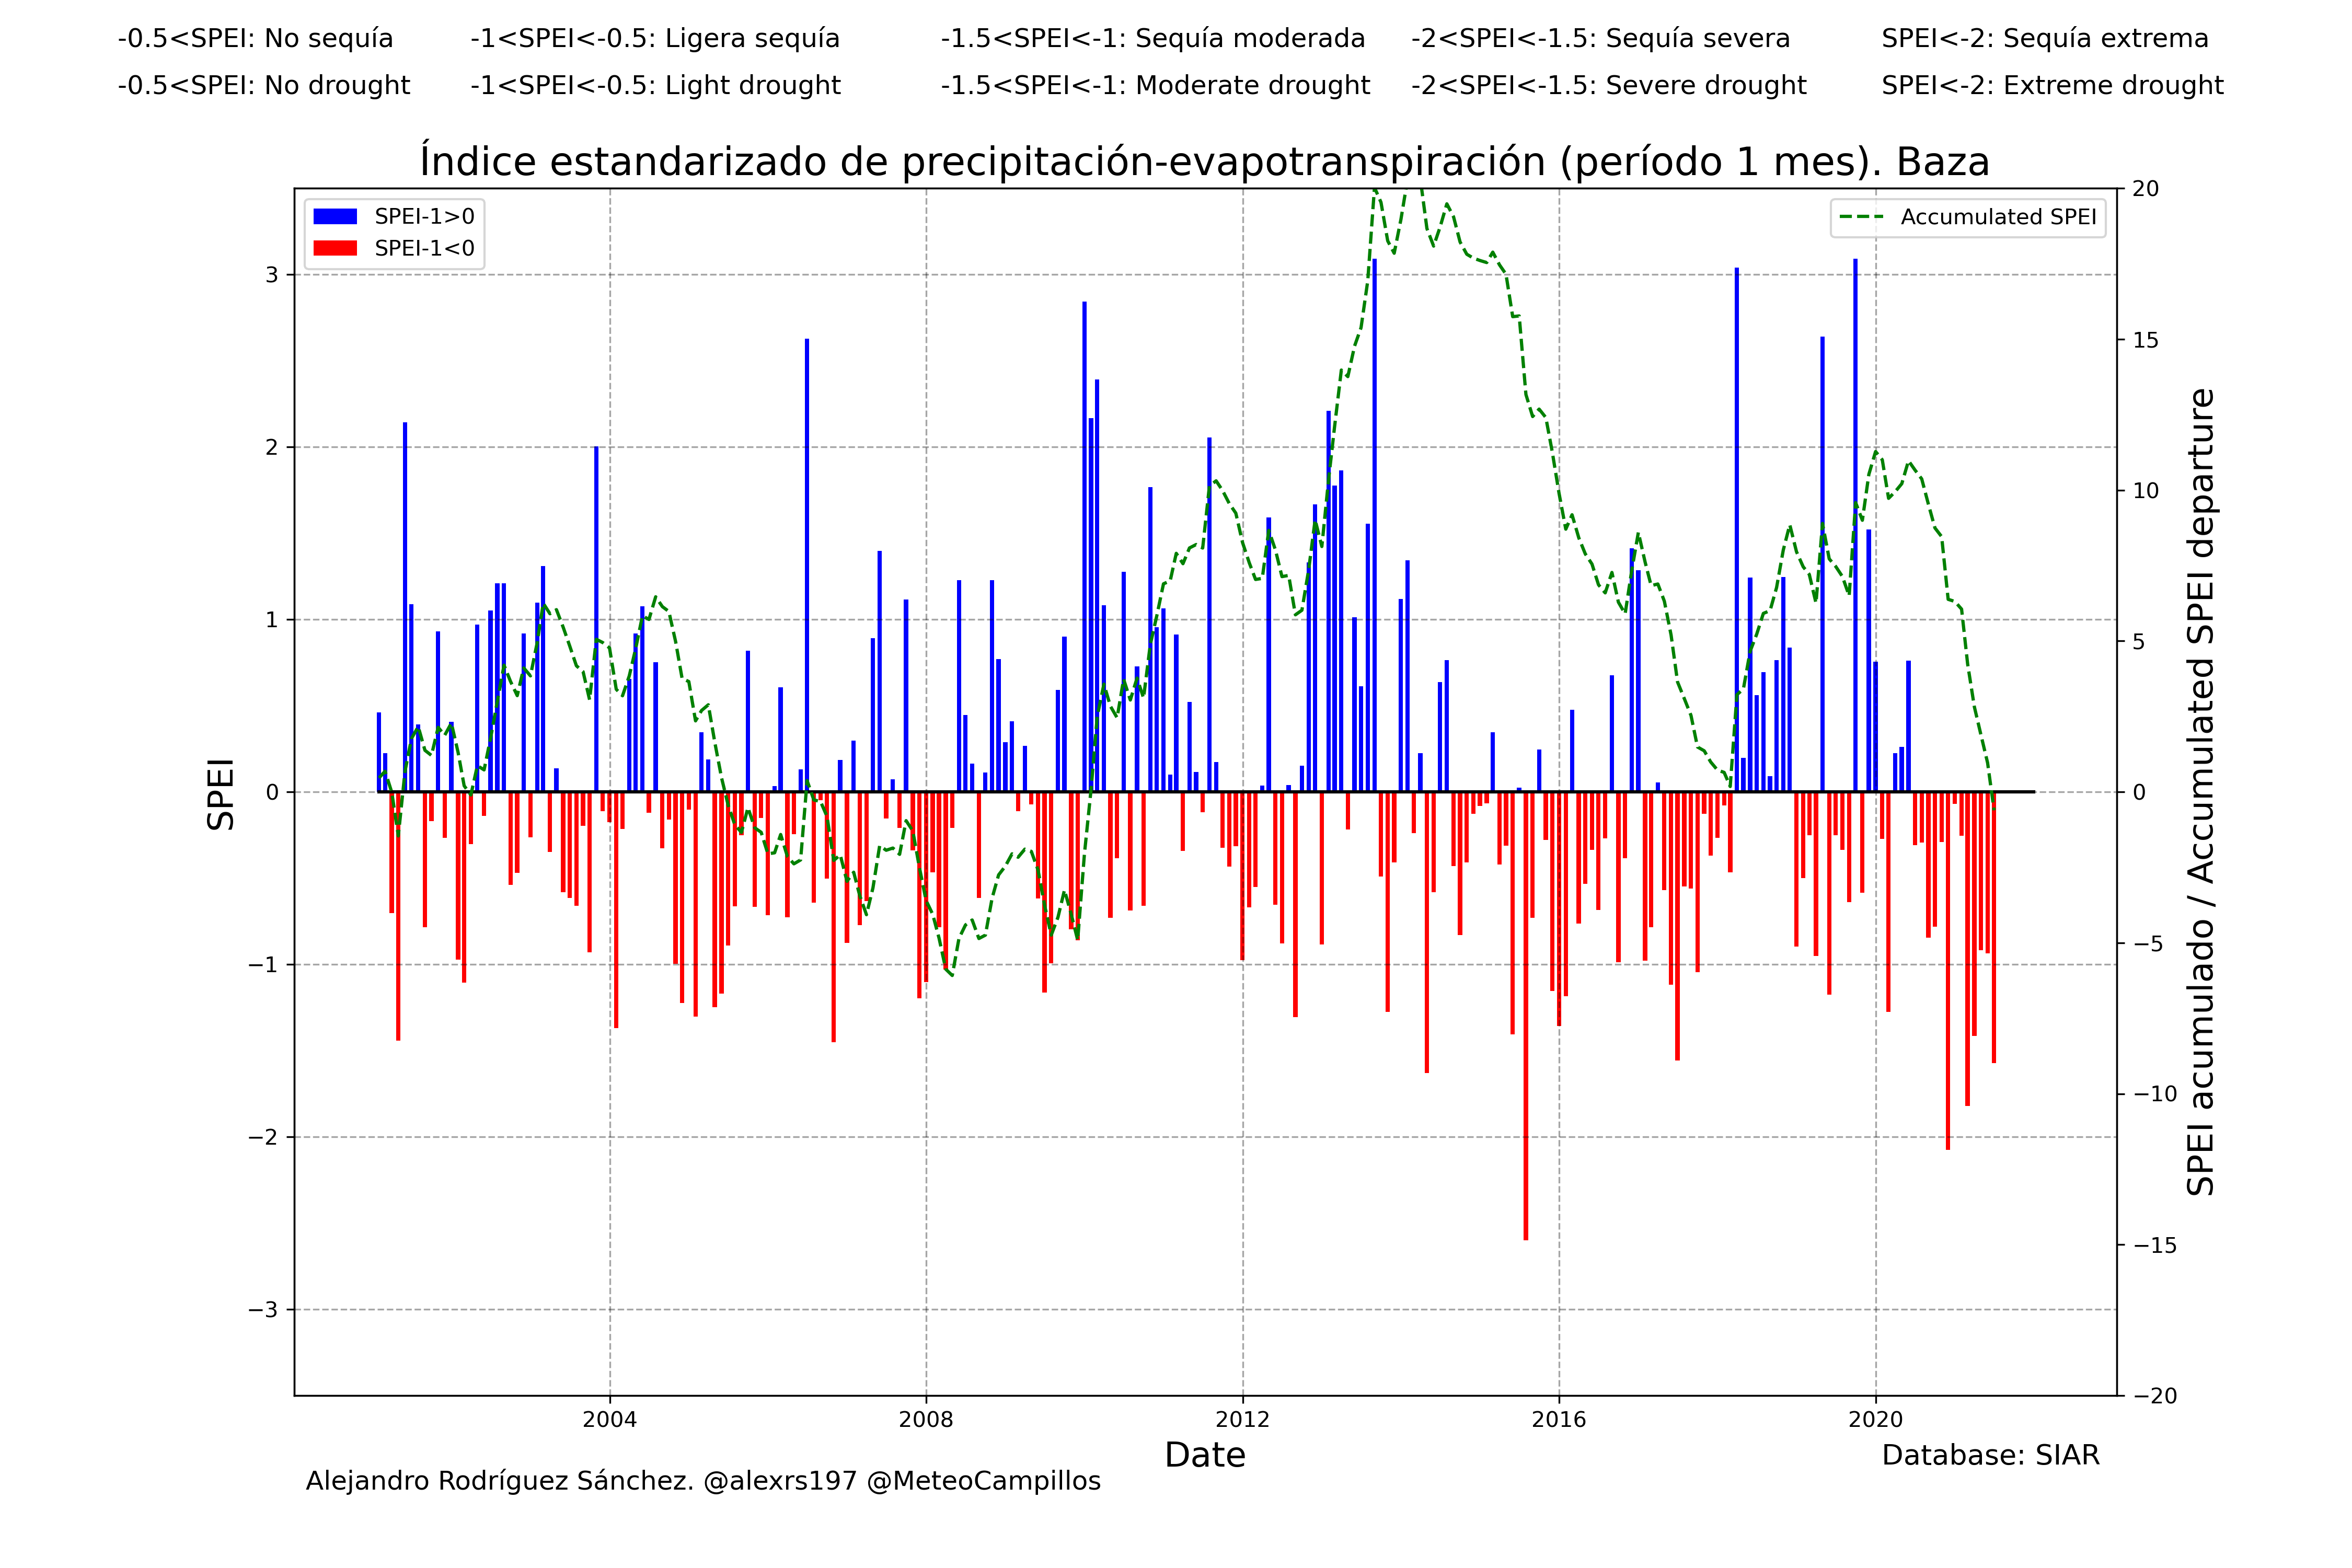 -0.5<SPEI: No sequía -1<SPEI<-0.5: Ligera sequía -1.5<SPEI<-1: Sequía moderada -2<SPEI<-1.5: Sequía severa SPEI<-2: Sequía extrema
-0.5<SPEI: No drought -1<SPEI<-0.5: Light drought -1.5<SPEI<-1: Moderate drought -2<SPEI<-1.5: Severe drought SPEI<-2: Extreme drought
Índice estandarizado de precipitación-evapotranspiración (período 1 mes). Baza
SPEI-1>0
SPEI-1<0
Accumulated SPEI
SPEI
3
2
1
0
−1
−2
−3
20
15
10
5
0
−5
−10
−15
−20
SPEI acumulado / Accumulated SPEI departure
2004 2008 2012 2016 2020
Date
Database: SIAR
Alejandro Rodríguez Sánchez. @alexrs197 @MeteoCampillos